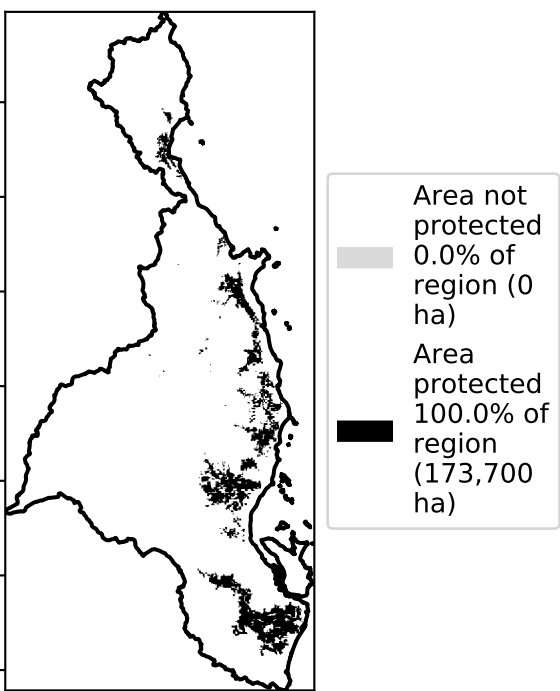 Area not
protected
0.0% of
region (0
ha)
Area
protected
100.0% of
region
(173,700
ha)